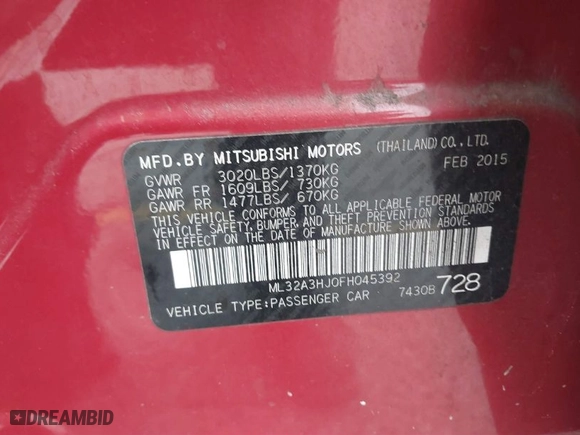 MFD. BY MITSUBISHI MOTORS (THAILAND) CO., LTD.
FEB 2015
GVWR 3020LBS/1370KG
GAWR FR 1609LBS/ 730KG
GAWR RR 1477LBS/ 670KG
THIS VEHICLE CONFORMS TO ALL APPLICABLE FEDERAL MOTOR
VEHICLE SAFETY, BUMPER, AND THEFT PREVENTION STANDARDS
IN EFFECT ON THE DATE OF MANUFACTURE SHOWN ABOVE.
ML32A3HJ0FH045392
VEHICLE TYPE:PASSENGER CAR 7430B 728
DREAMBID